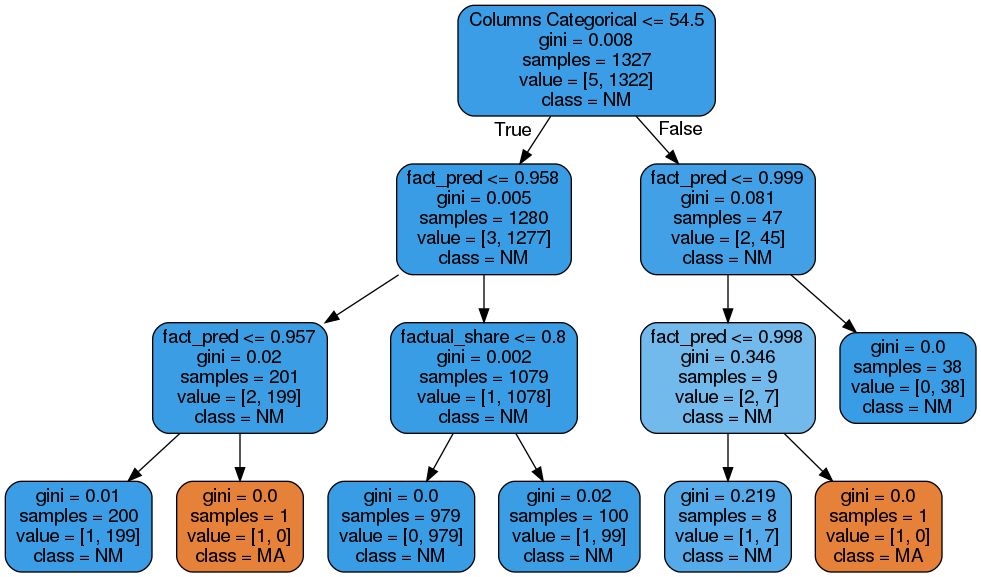 Columns Categorical <= 54.5
gini = 0.008
samples = 1327
value = [5, 1322]
class = NM
True
False
fact_pred <= 0.958
gini = 0.005
samples = 1280
value = [3, 1277]
class = NM
fact_pred <= 0.999
gini = 0.081
samples = 47
value = [2, 45]
class = NM
fact_pred <= 0.957
gini = 0.02
samples = 201
value = [2, 199]
class = NM
factual_share <= 0.8
gini = 0.002
samples = 1079
value = [1, 1078]
class = NM
fact_pred <= 0.998
gini = 0.346
samples = 9
value = [2, 7]
class = NM
gini = 0.0
samples = 38
value = [0, 38]
class = NM
gini = 0.01
samples = 200
value = [1, 199]
class = NM
gini = 0.0
samples = 1
value = [1, 0]
class = MA
gini = 0.0
samples = 979
value = [0, 979]
class = NM
gini = 0.02
samples = 100
value = [1, 99]
class = NM
gini = 0.219
samples = 8
value = [1, 7]
class = NM
gini = 0.0
samples = 1
value = [1, 0]
class = MA